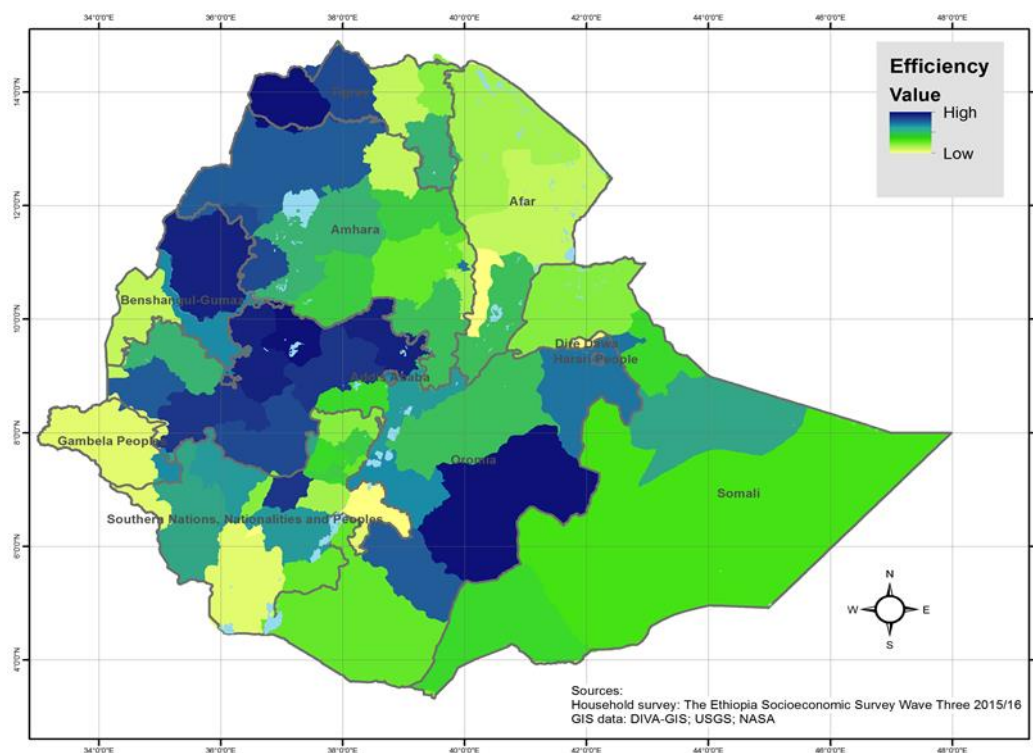 34°0'0"E 36°0'0"E 38°0'0"E 40°0'0"E 42°0'0"E 44°0'0"E 46°0'0"E 48°0'0"E
Efficiency
Value
High
Low
14°0'0"N
Tigray
12°0'0"N
Afar
Amhara
Benshangul-Gumaz
10°0'0"N
Dire Dawa
Harari People
Addis Ababa
8°0'0"N
Gambela Peoples
Oromia
Somali
Southern Nations, Nationalities and Peoples
6°0'0"N
N
W E
S
4°0'0"N
Sources:
Household survey: The Ethiopia Socioeconomic Survey Wave Three 2015/16
GIS data: DIVA-GIS; USGS; NASA
34°0'0"E 36°0'0"E 38°0'0"E 40°0'0"E 42°0'0"E 44°0'0"E 46°0'0"E 48°0'0"E